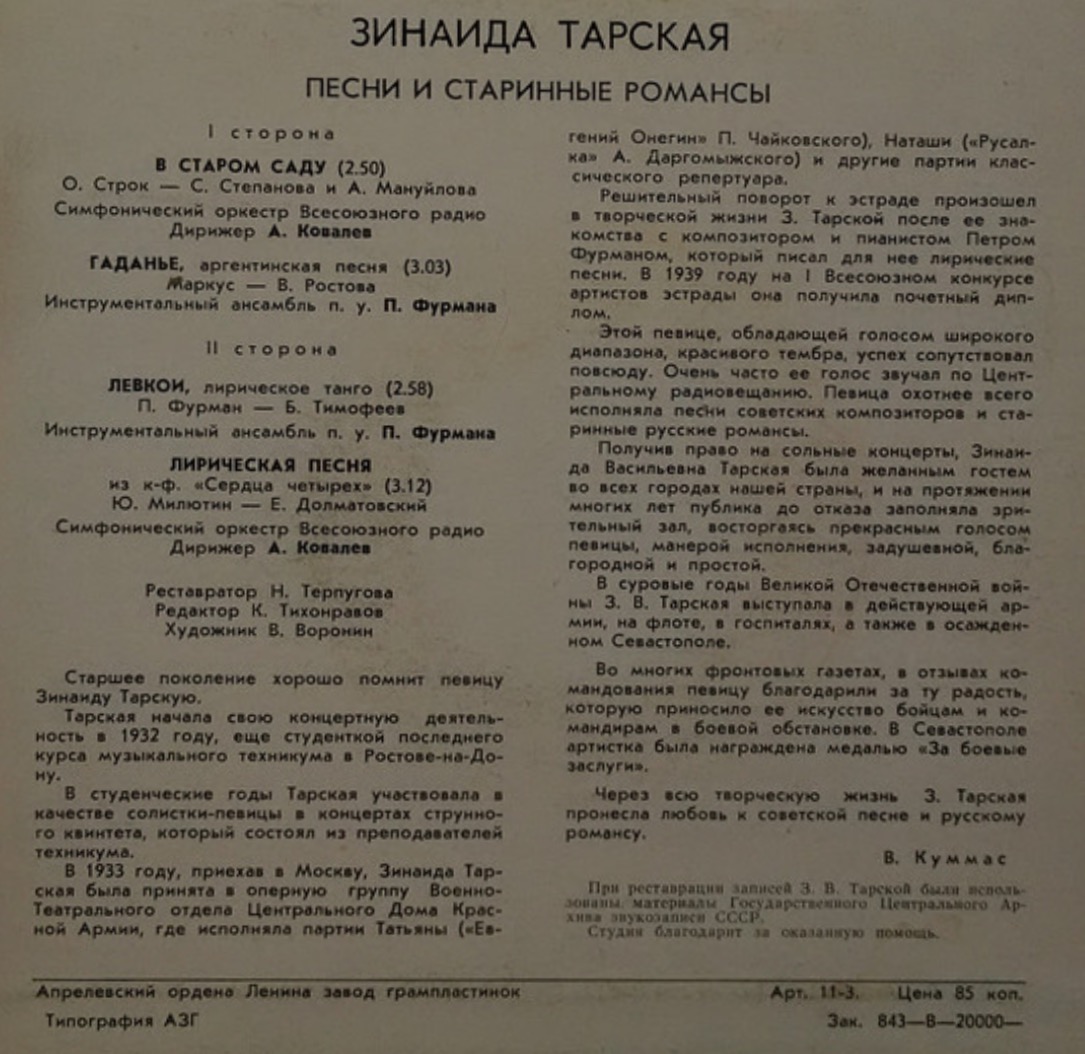 ЗИНАИДА ТАРСКАЯ
ПЕСНИ И СТАРИННЫЕ РОМАНСЫ
I сторона
В СТАРОМ САДУ (2.50)
О. Строк — С. Степанова и А. Мануйлова
Симфонический оркестр Всесоюзного радио
Дирижер А. Ковалев
ГАДАНЬЕ, аргентинская песня (3.03)
Маркус — В. Ростова
Инструментальный ансамбль п. у. П. Фурмана
II сторона
ЛЕВКОИ, лирическое танго (2.58)
П. Фурман — Б. Тимофеев
Инструментальный ансамбль п. у. П. Фурмана
ЛИРИЧЕСКАЯ ПЕСНЯ
из к-ф. «Сердца четырех» (3.12)
Ю. Милютин — Е. Долматовский
Симфонический оркестр Всесоюзного радио
Дирижер А. Ковалев
Реставратор Н. Терпугова
Редактор К. Тихонравов
Художник В. Воронин
Старшее поколение хорошо помнит певицу
Зинаиду Тарскую.
Тарская начала свою концертную деятель-
ность в 1932 году, еще студенткой последнего
курса музыкального техникума в Ростове-на-До-
ну.
В студенческие годы Тарская участвовала в
качестве солистки-певицы в концертах струнно-
го квинтета, который состоял из преподавателей
техникума.
В 1933 году, приехав в Москву, Зинаида Тар-
ская была принята в оперную группу Военно-
Театрального отдела Центрального Дома Крас-
ной Армии, где исполняла партии Татьяны («Ев-
гений Онегин» П. Чайковского), Наташи («Русал-
ка» А. Даргомыжского) и другие партии клас-
сического репертуара.
Решительный поворот к эстраде произошел
в творческой жизни З. Тарской после ее зна-
комства с композитором и пианистом Петром
Фурманом, который писал для нее лирические
песни. В 1939 году на I Всесоюзном конкурсе
артистов эстрады она получила почетный дип-
лом.
Этой певице, обладающей голосом широкого
диапазона, красивого тембра, успех сопутствовал
повсюду. Очень часто ее голос звучал по Цент-
ральному радиовещанию. Певица охотнее всего
исполняла песни советских композиторов и ста-
ринные русские романсы.
Получив право на сольные концерты, Зинаи-
да Васильевна Тарская была желанным гостем
во всех городах нашей страны, и на протяжении
многих лет публика до отказа заполняла зри-
тельный зал, восторгаясь прекрасным голосом
певицы, манерой исполнения, задушевной, бла-
городной и простой.
В суровые годы Великой Отечественной вой-
ны З. В. Тарская выступала в действующей ар-
мии, на флоте, в госпиталях, а также в осажден-
ном Севастополе.
Во многих фронтовых газетах, в отзывах ко-
мандования певицу благодарили за ту радость,
которую приносило ее искусство бойцам и ко-
мандирам в боевой обстановке. В Севастополе
артистка была награждена медалью «За боевые
заслуги».
Через всю творческую жизнь З. Тарская
пронесла любовь к советской песне и русскому
романсу.
В. Куммас
При реставрации записей З. В. Тарской были исполь-
зованы материалы Государственного Центрального Ар-
хива звукозаписи СССР.
Студия благодарит за оказанную помощь.
Апрелевский ордена Ленина завод грампластинок
Арт. 11-3. Цена 85 коп.
Типография АЗГ
Зак. 843—В—20000—